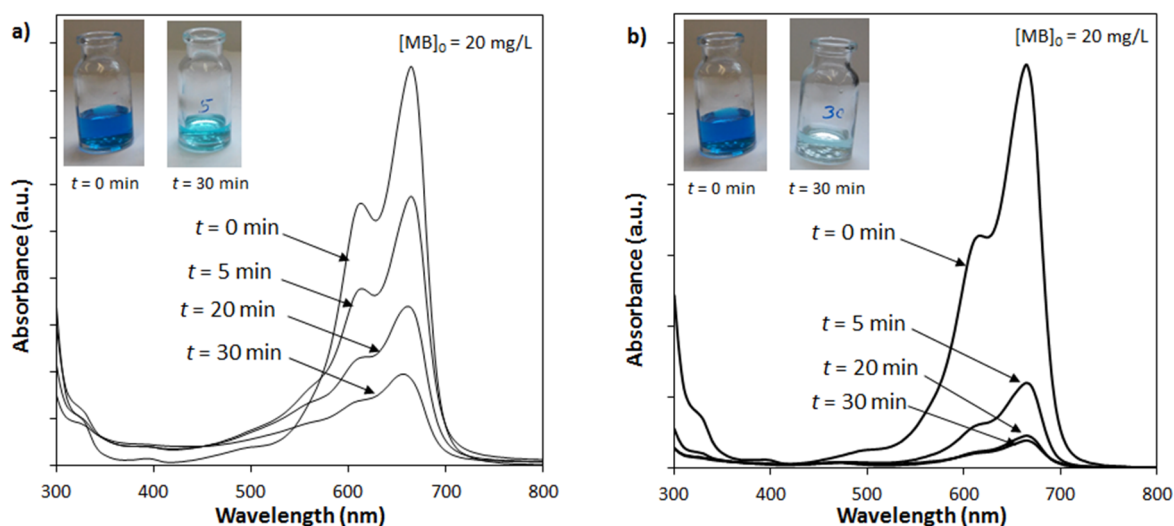 a)
[MB]₀ = 20 mg/L
5
t = 0 min
t = 30 min
t = 0 min
t = 5 min
t = 20 min
t = 30 min
Absorbance (a.u.)
300
400
500
600
700
800
Wavelength (nm)
b)
[MB]₀ = 20 mg/L
30
t = 0 min
t = 30 min
t = 0 min
t = 5 min
t = 20 min
t = 30 min
Absorbance (a.u.)
300
400
500
600
700
800
Wavelength (nm)